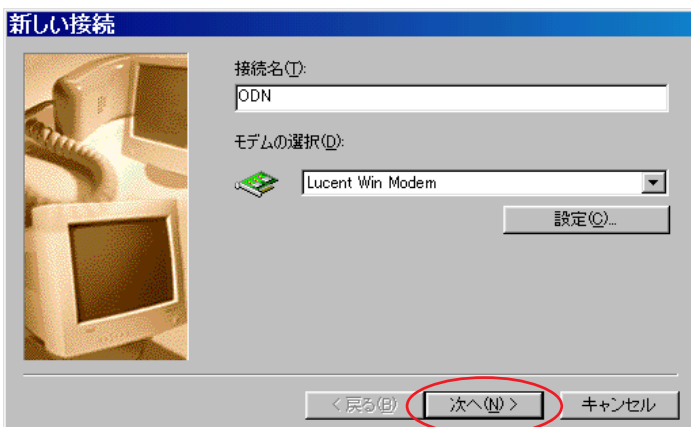 新しい接続
接続名(T):
ODN
モデムの選択(D):
Lucent Win Modem
設定(C)...
< 戻る(B)
次へ(N) >
キャンセル